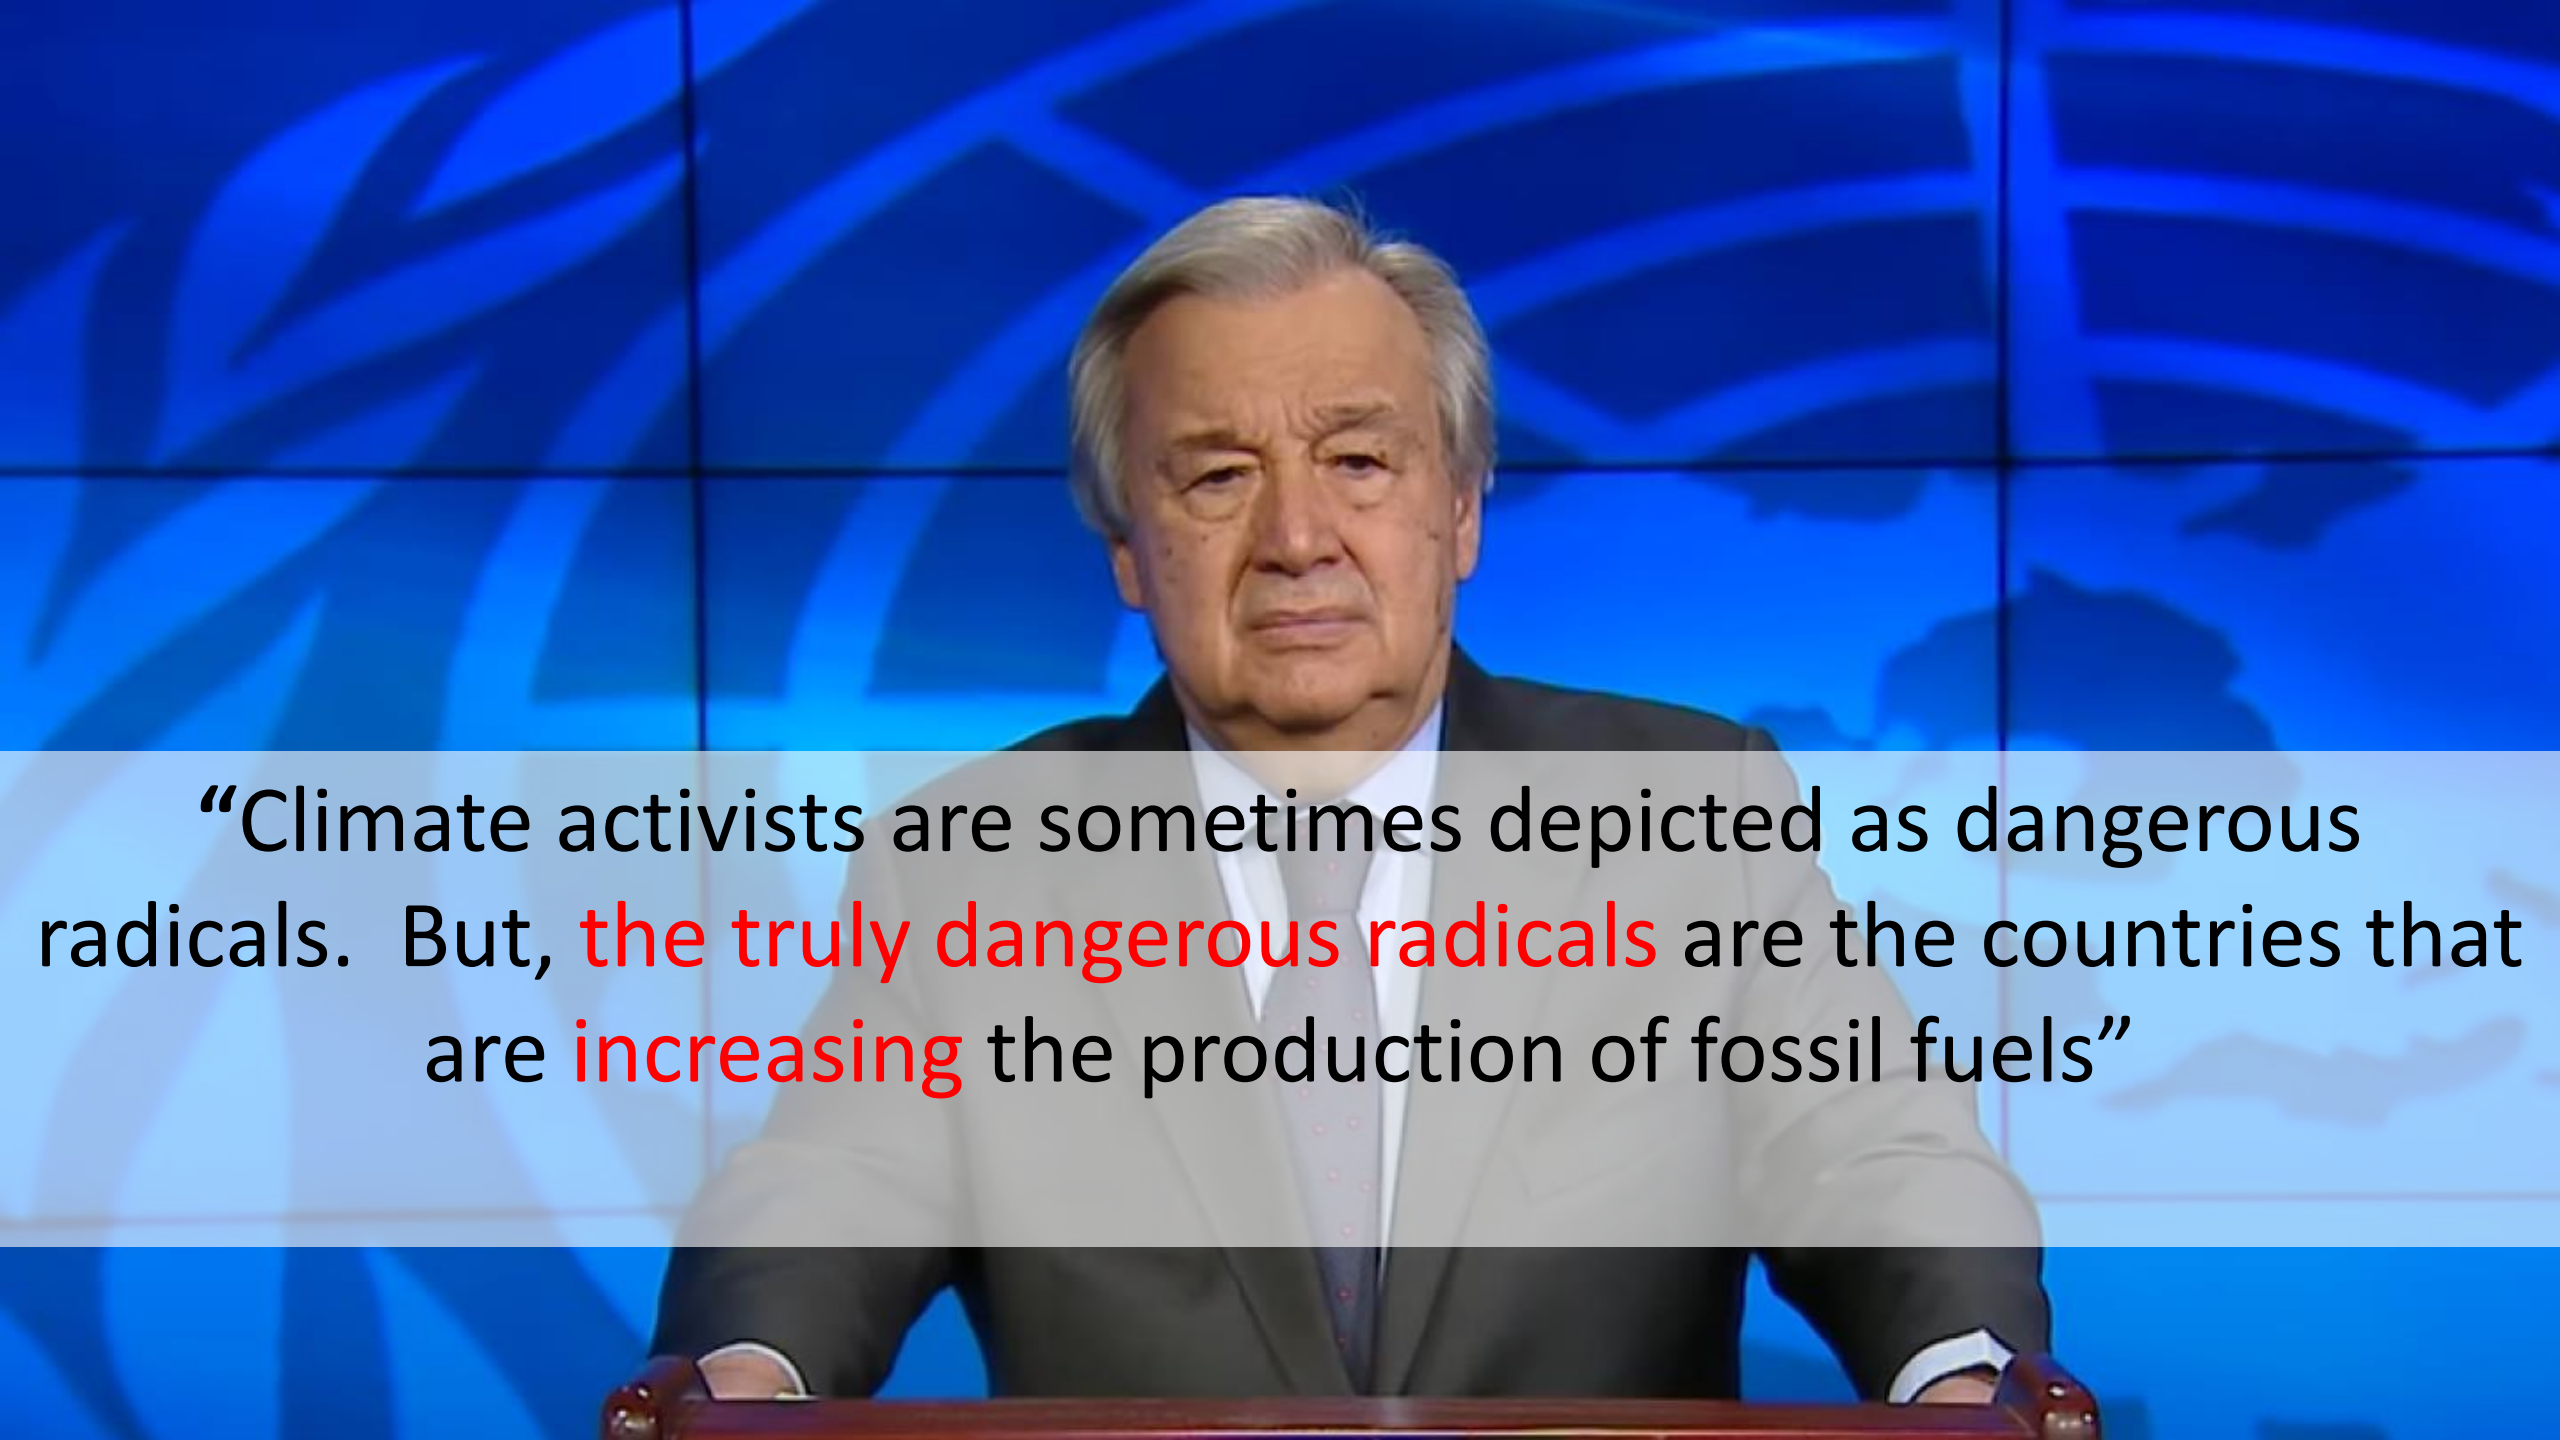 “Climate activists are sometimes depicted as dangerous
radicals.  But, the truly dangerous radicals are the countries that
are increasing the production of fossil fuels”